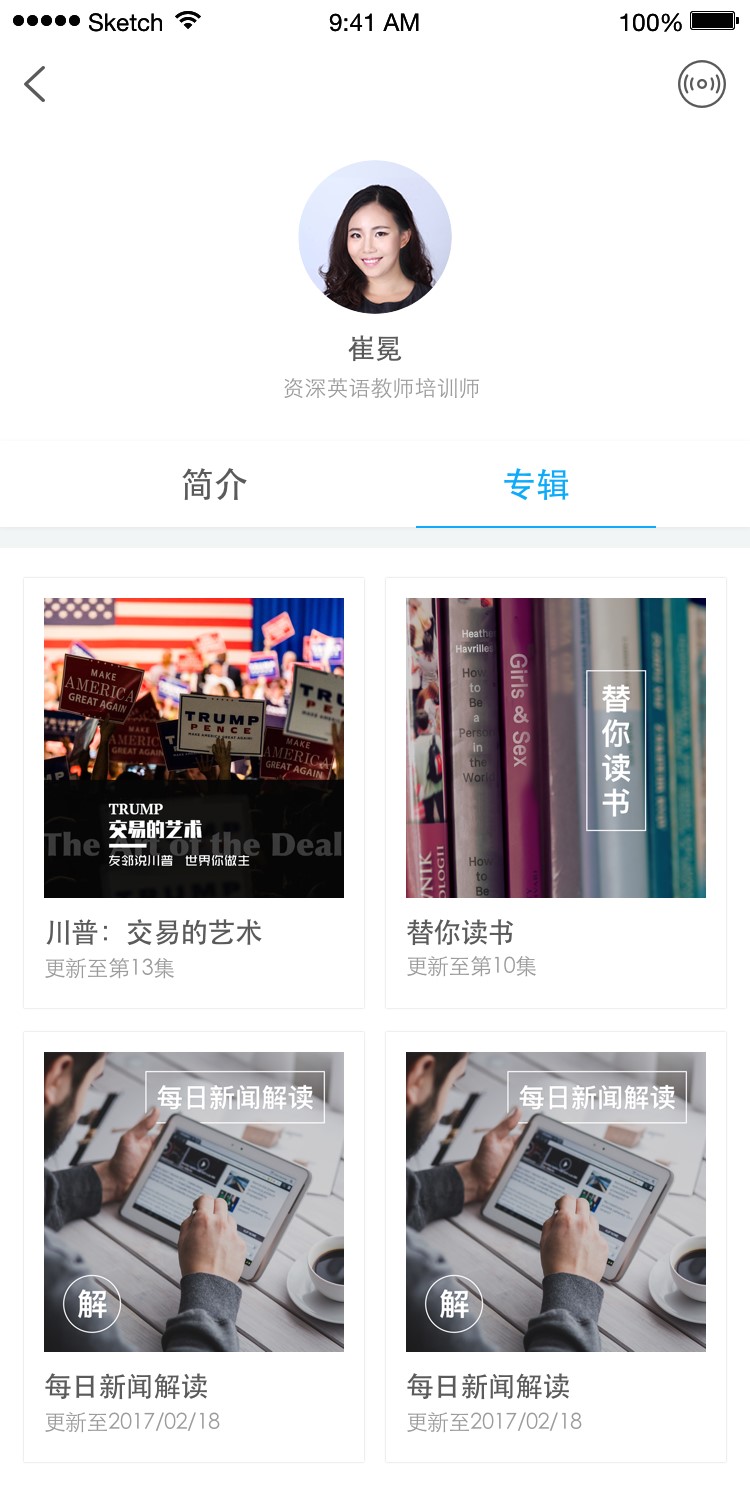 Sketch 9:41 AM 100%
崔冕
资深英语教师培训师
简介 专辑
MAKE
AMERICA
GREAT AGAIN
TRUMP
PENCE
MAKE AMERICA GREAT AGAIN!
MAKE
AMERICA
GREAT AGAIN
TRUMP
交易的艺术
The Art of the Deal
友邻说川普 世界你做主
川普：交易的艺术
更新至第13集
Heather
Havrilles
How
to
Be
a
Person
in
the
World
Girls & Sex
How
to
Be
替你读书
替你读书
更新至第10集
每日新闻解读
解
每日新闻解读
更新至2017/02/18
每日新闻解读
解
每日新闻解读
更新至2017/02/18